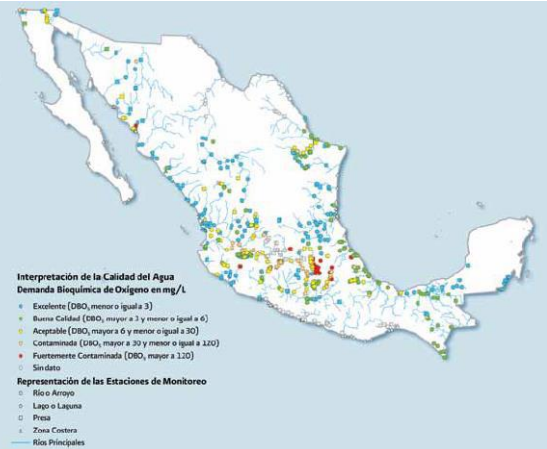 Interpretación de la Calidad del Agua
Demanda Bioquímica de Oxígeno en mg/L
Excelente (DBO5 menor o igual a 3)
Buena Calidad (DBO5 mayor a 3 y menor o igual a 6)
Aceptable (DBO5 mayor a 6 y menor o igual a 30)
Contaminada (DBO5 mayor a 30 y menor o igual a 120)
Fuertemente Contaminada (DBO5 mayor a 120)
Sin dato
Representación de las Estaciones de Monitoreo
Río o Arroyo
Lago o Laguna
Presa
Zona Costera
Ríos Principales